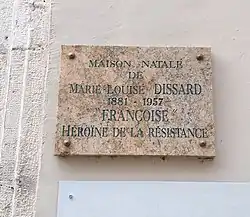 MAISON NATALE
DE
MARIE LOUISE DISSARD
1881 - 1957
"FRANÇOISE"
HÉROÏNE DE LA RÉSISTANCE